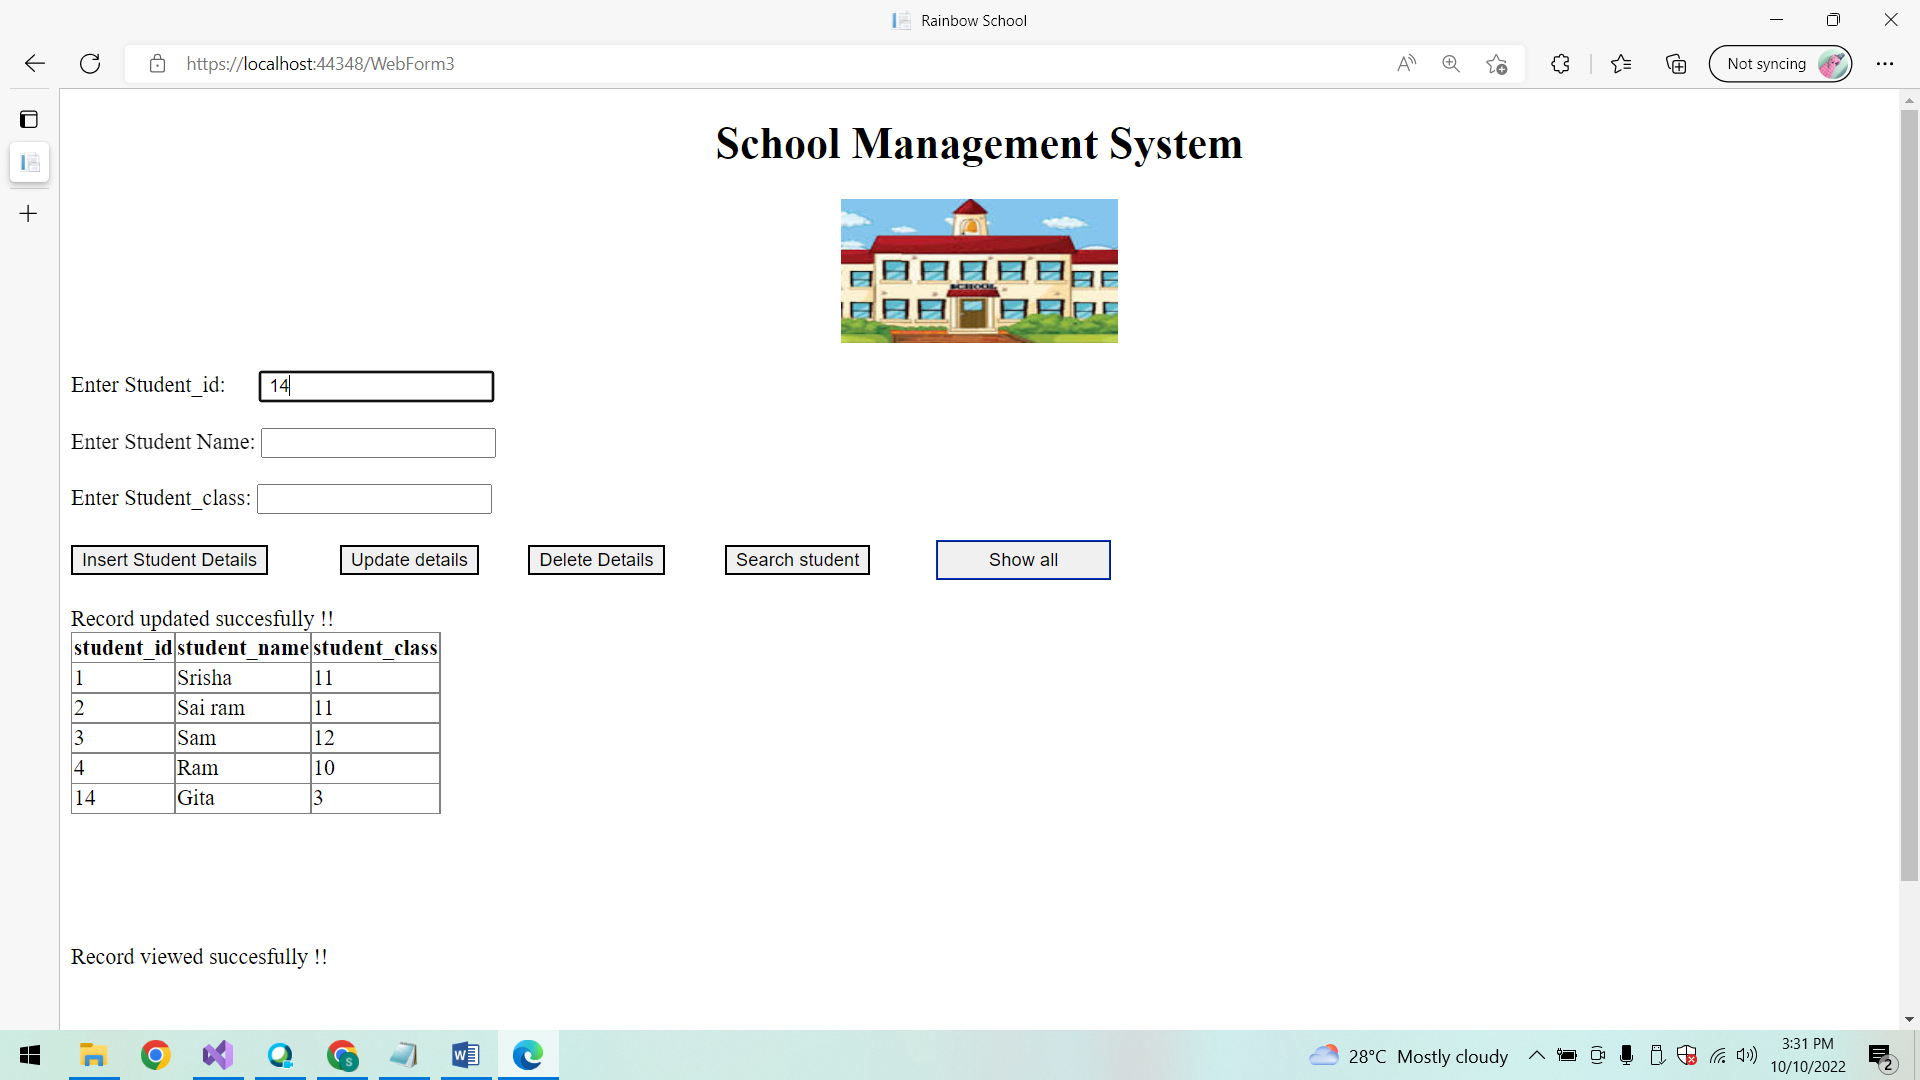 Rainbow School
https://localhost:44348/WebForm3
Not syncing
School Management System
SCHOOL
Enter Student_id: 14
Enter Student Name:
Enter Student_class:
Insert Student Details Update details Delete Details Search student Show all
Record updated succesfully !!
student_id student_name student_class
1 Srisha 11
2 Sai ram 11
3 Sam 12
4 Ram 10
14 Gita 3
Record viewed succesfully !!
28°C Mostly cloudy
3:31 PM
10/10/2022
2